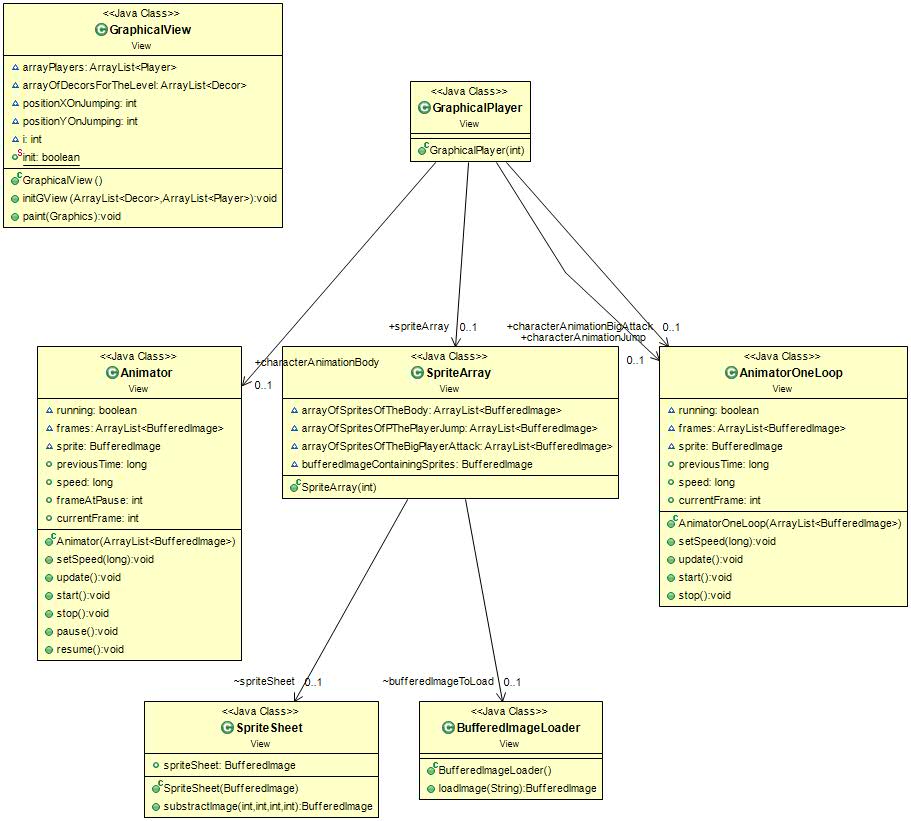 <<Java Class>>
GraphicalView
View
arrayPlayers: ArrayList<Player>
arrayOfDecorsForTheLevel: ArrayList<Decor>
positionXOnJumping: int
positionYOnJumping: int
i: int
init: boolean
GraphicalView()
initGView(ArrayList<Decor>,ArrayList<Player>):void
paint(Graphics):void
<<Java Class>>
GraphicalPlayer
View
GraphicalPlayer(int)
+spriteArray 0..1
+characterAnimationBigAttack 0..1
+characterAnimationJump
0..1
+characterAnimationBody
0..1
<<Java Class>>
Animator
View
running: boolean
frames: ArrayList<BufferedImage>
sprite: BufferedImage
previousTime: long
speed: long
frameAtPause: int
currentFrame: int
Animator(ArrayList<BufferedImage>)
setSpeed(long):void
update():void
start():void
stop():void
pause():void
resume():void
<<Java Class>>
SpriteArray
View
arrayOfSpritesOfTheBody: ArrayList<BufferedImage>
arrayOfSpritesOfPThePlayerJump: ArrayList<BufferedImage>
arrayOfSpritesOfTheBigPlayerAttack: ArrayList<BufferedImage>
bufferedImageContainingSprites: BufferedImage
SpriteArray(int)
<<Java Class>>
AnimatorOneLoop
View
running: boolean
frames: ArrayList<BufferedImage>
sprite: BufferedImage
previousTime: long
speed: long
currentFrame: int
AnimatorOneLoop(ArrayList<BufferedImage>)
setSpeed(long):void
update():void
start():void
stop():void
~spriteSheet 0..1
~bufferedImageToLoad 0..1
<<Java Class>>
SpriteSheet
View
spriteSheet: BufferedImage
SpriteSheet(BufferedImage)
substractImage(int,int,int,int):BufferedImage
<<Java Class>>
BufferedImageLoader
View
BufferedImageLoader()
loadImage(String):BufferedImage